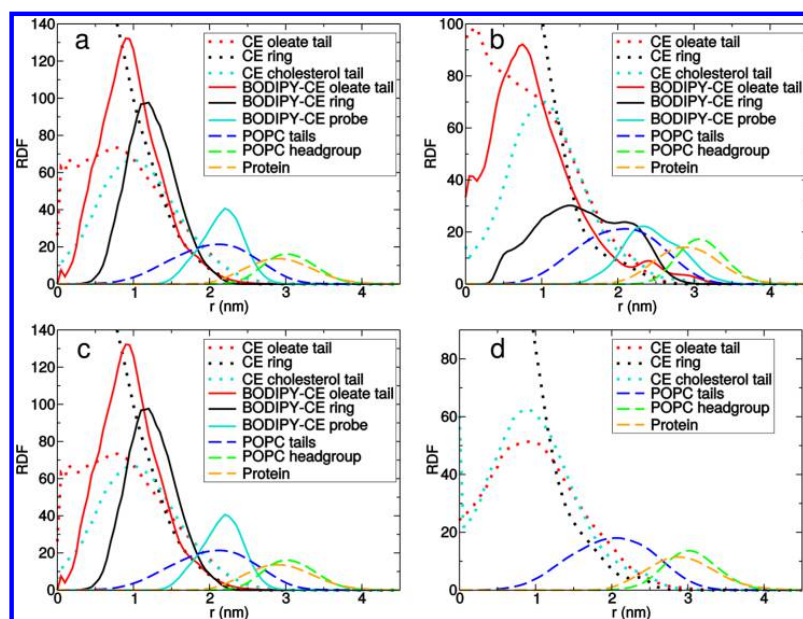 a
140
120
100
80
60
40
20
0
RDF
CE oleate tail
CE ring
CE cholesterol tail
BODIPY-CE oleate tail
BODIPY-CE ring
BODIPY-CE probe
POPC tails
POPC headgroup
Protein
0 1 2 3 4
r (nm)
b
100
80
60
40
20
0
RDF
CE oleate tail
CE ring
CE cholesterol tail
BODIPY-CE oleate tail
BODIPY-CE ring
BODIPY-CE probe
POPC tails
POPC headgroup
Protein
0 1 2 3 4
r (nm)
c
140
120
100
80
60
40
20
0
RDF
CE oleate tail
CE ring
CE cholesterol tail
BODIPY-CE oleate tail
BODIPY-CE ring
BODIPY-CE probe
POPC tails
POPC headgroup
Protein
0 1 2 3 4
r (nm)
d
80
60
40
20
0
RDF
CE oleate tail
CE ring
CE cholesterol tail
POPC tails
POPC headgroup
Protein
0 1 2 3 4
r (nm)